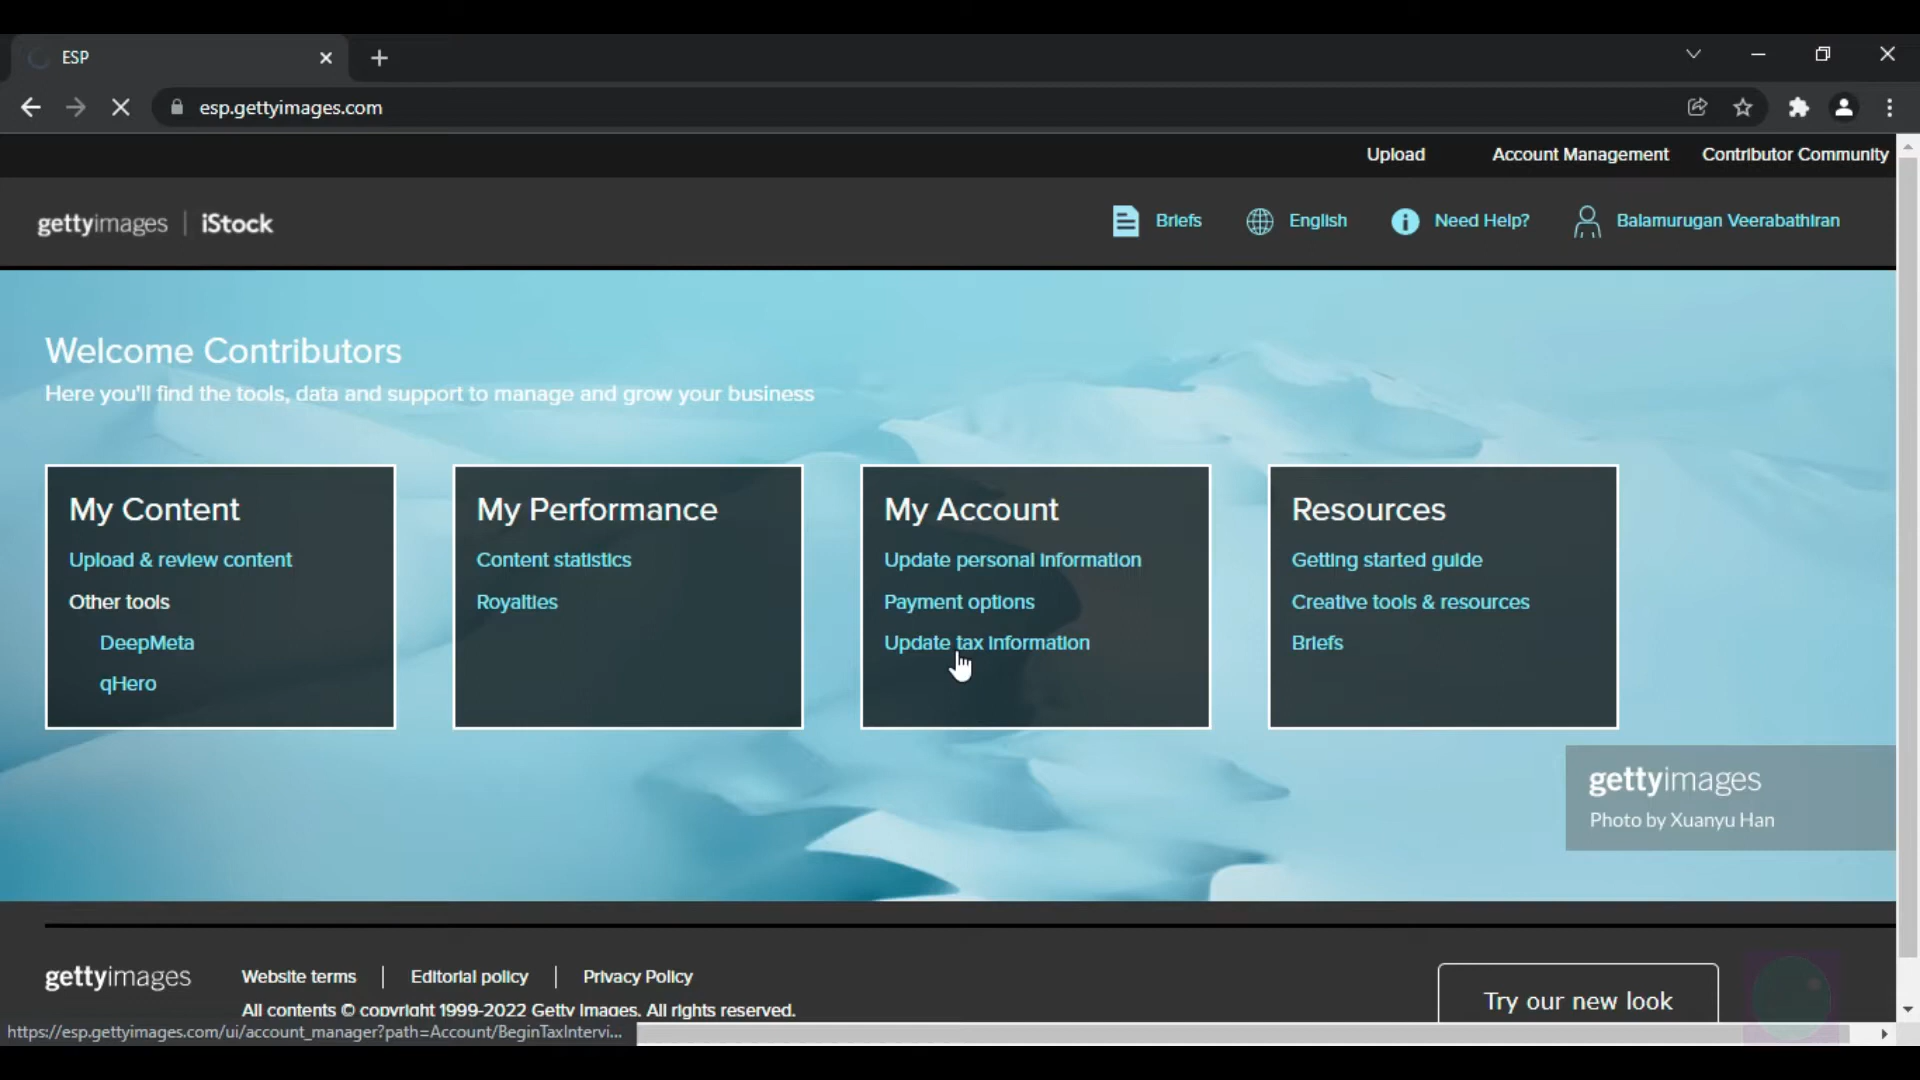 ESP
esp.gettyimages.com
Upload Account Management Contributor Community
gettyimages | iStock Briefs English Need Help? Balamurugan Veerabathiran
Welcome Contributors
Here you'll find the tools, data and support to manage and grow your business
My Content
Upload & review content
Other tools
DeepMeta
qHero
My Performance
Content statistics
Royalties
My Account
Update personal information
Payment options
Update tax information
Resources
Getting started guide
Creative tools & resources
Briefs
gettyimages
Photo by Xuanyu Han
gettyimages Website terms | Editorial policy | Privacy Policy
All contents © copyright 1999-2022 Getty Images. All rights reserved.
Try our new look
https://esp.gettyimages.com/ui/account_manager?path=Account/BeginTaxIntervi...